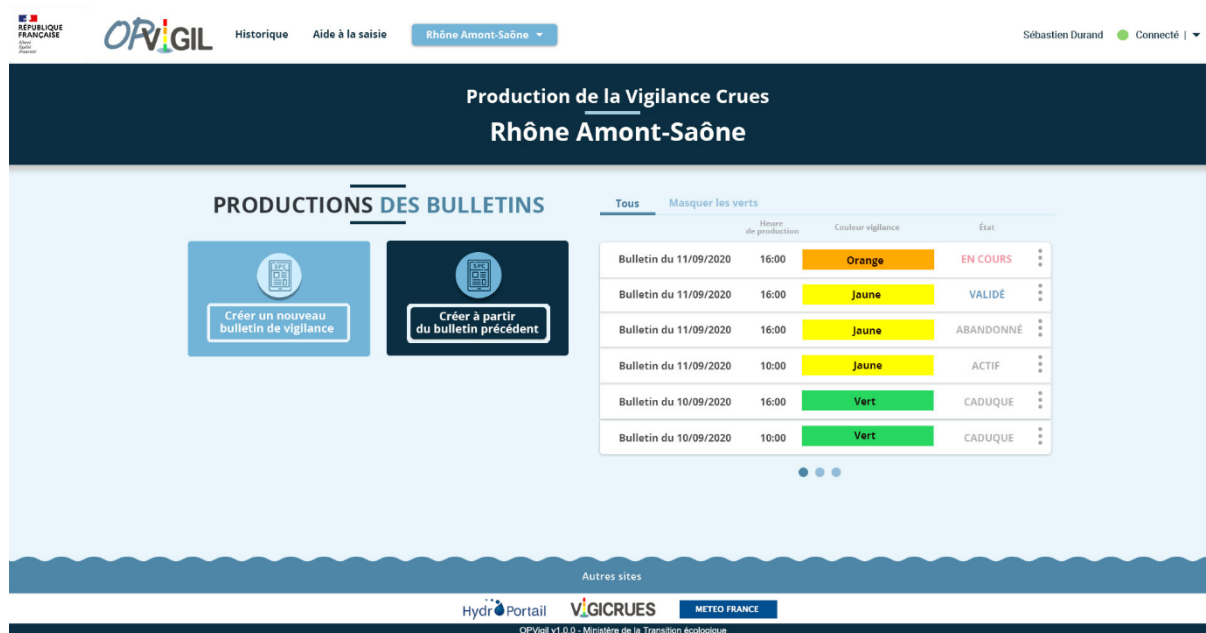 RÉPUBLIQUE
FRANÇAISE
Liberté
Égalité
Fraternité
OPVIGIL
Historique
Aide à la saisie
Rhône Amont-Saône
Sébastien Durand
Connecté |
Production de la Vigilance Crues
Rhône Amont-Saône
PRODUCTIONS DES BULLETINS
SPC
Créer un nouveau
bulletin de vigilance
SPC
Créer à partir
du bulletin précédent
Tous
Masquer les verts
Heure
de production
Couleur vigilance
État
Bulletin du 11/09/2020 16:00 Orange EN COURS
Bulletin du 11/09/2020 16:00 Jaune VALIDÉ
Bulletin du 11/09/2020 16:00 Jaune ABANDONNÉ
Bulletin du 11/09/2020 10:00 Jaune ACTIF
Bulletin du 10/09/2020 16:00 Vert CADUQUE
Bulletin du 10/09/2020 10:00 Vert CADUQUE
Autres sites
HydroPortail
VIGICRUES
METEO FRANCE
OPVigil v1.0.0 - Ministère de la Transition écologique